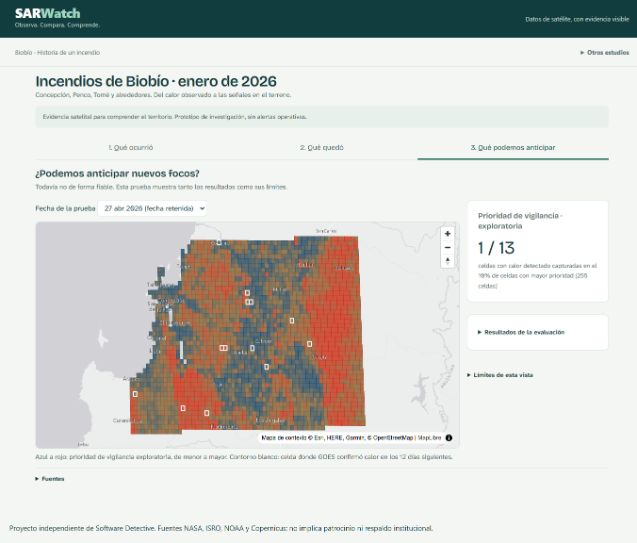 SARWatch
Observa. Compara. Comprende.
Datos de satélite, con evidencia visible
Biobío · Historia de un incendio
▸ Otros estudios
Incendios de Biobío · enero de 2026
Concepción, Penco, Tomé y alrededores. Del calor observado a las señales en el terreno.
Evidencia satelital para comprender el territorio. Prototipo de investigación, sin alertas operativas.
1. Qué ocurrió
2. Qué quedó
3. Qué podemos anticipar
¿Podemos anticipar nuevos focos?
Todavía no de forma fiable. Esta prueba muestra tanto los resultados como sus límites.
Fecha de la prueba
27 abr 2026 (fecha retenida)
Prioridad de vigilancia ·
exploratoria
1 / 13
celdas con calor detectado capturadas en el
10% de celdas con mayor prioridad (255
celdas)
▸ Resultados de la evaluación
▸ Límites de esta vista
San Carlos
Lebu
Mapa de contexto © Esri, HERE, Garmin, © OpenStreetMap | MapLibre
Azul a rojo: prioridad de vigilancia exploratoria, de menor a mayor. Contorno blanco: celda donde GOES confirmó calor en los 12 días siguientes.
▸ Fuentes
Proyecto independiente de Software Detective. Fuentes NASA, ISRO, NOAA y Copernicus: no implica patrocinio ni respaldo institucional.